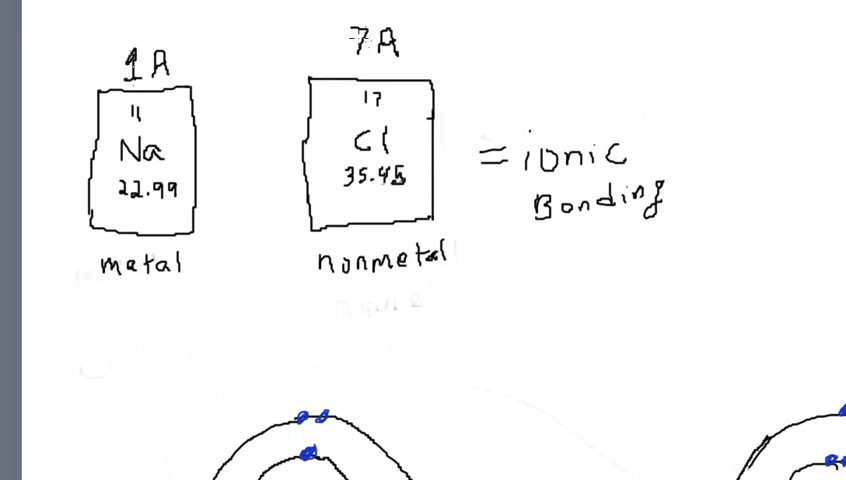 1A
11
Na
22.99
metal
7A
17
Cl
35.45
nonmetal
= ionic
Bonding